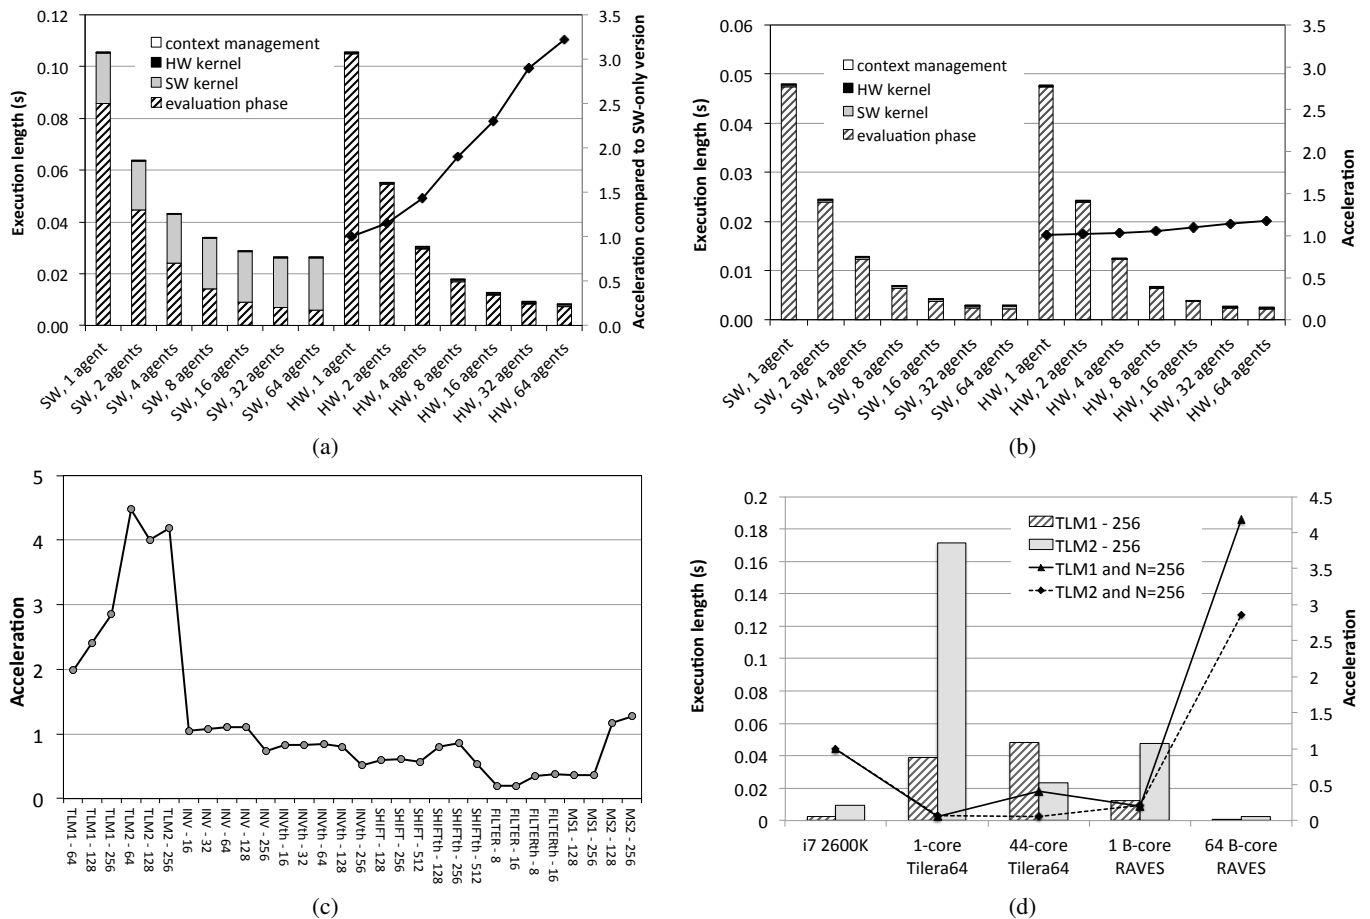 0.12
0.10
0.08
0.06
0.04
0.02
0.00
Execution length (s)
context management
HW kernel
SW kernel
evaluation phase
3.5
3.0
2.5
2.0
1.5
1.0
0.5
0.0
Acceleration compared to SW-only version
SW, 1 agent
SW, 2 agents
SW, 4 agents
SW, 8 agents
SW, 16 agents
SW, 32 agents
SW, 64 agents
HW, 1 agent
HW, 2 agents
HW, 4 agents
HW, 8 agents
HW, 16 agents
HW, 32 agents
HW, 64 agents
(a)
0.06
0.05
0.04
0.03
0.02
0.01
0.00
Execution length (s)
context management
HW kernel
SW kernel
evaluation phase
3.5
3.0
2.5
2.0
1.5
1.0
0.5
0.0
Acceleration
SW, 1 agent
SW, 2 agents
SW, 4 agents
SW, 8 agents
SW, 16 agents
SW, 32 agents
SW, 64 agents
HW, 1 agent
HW, 2 agents
HW, 4 agents
HW, 8 agents
HW, 16 agents
HW, 32 agents
HW, 64 agents
(b)
5
4
3
2
1
0
Acceleration
TLM1 - 64
TLM1 - 128
TLM1 - 256
TLM2 - 64
TLM2 - 128
TLM2 - 256
INV - 16
INV - 32
INV - 64
INV - 128
INV - 256
INVth - 16
INVth - 32
INVth - 64
INVth - 128
INVth - 256
SHIFT - 128
SHIFT - 256
SHIFT - 512
SHIFTth - 128
SHIFTth - 256
SHIFTth - 512
FILTER - 8
FILTER - 16
FILTERth - 8
FILTERth - 16
MS1 - 128
MS1 - 256
MS2 - 128
MS2 - 256
(c)
0.2
0.18
0.16
0.14
0.12
0.1
0.08
0.06
0.04
0.02
0
Execution length (s)
TLM1 - 256
TLM2 - 256
TLM1 and N=256
TLM2 and N=256
4.5
4
3.5
3
2.5
2
1.5
1
0.5
0
Acceleration
i7 2600K
1-core
Tilera64
44-core
Tilera64
1 B-core
RAVES
64 B-core
RAVES
(d)